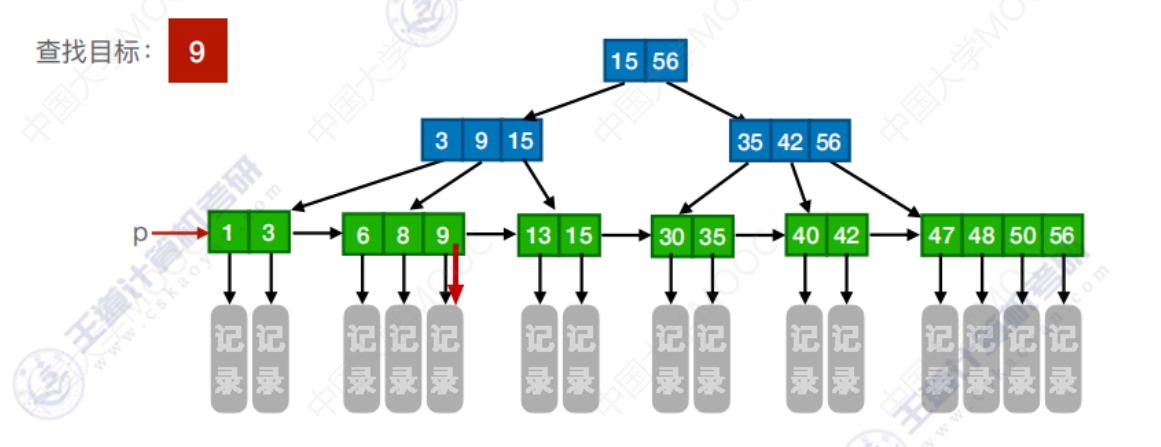 查找目标： 9
15 56
3 9 15 35 42 56
p 1 3 6 8 9 13 15 30 35 40 42 47 48 50 56
记录 记录 记录 记录 记录 记录 记录 记录 记录 记录 记录 记录 记录 记录 记录
中国大学MOOC
王道计算机考研
www.cskaoyan.com